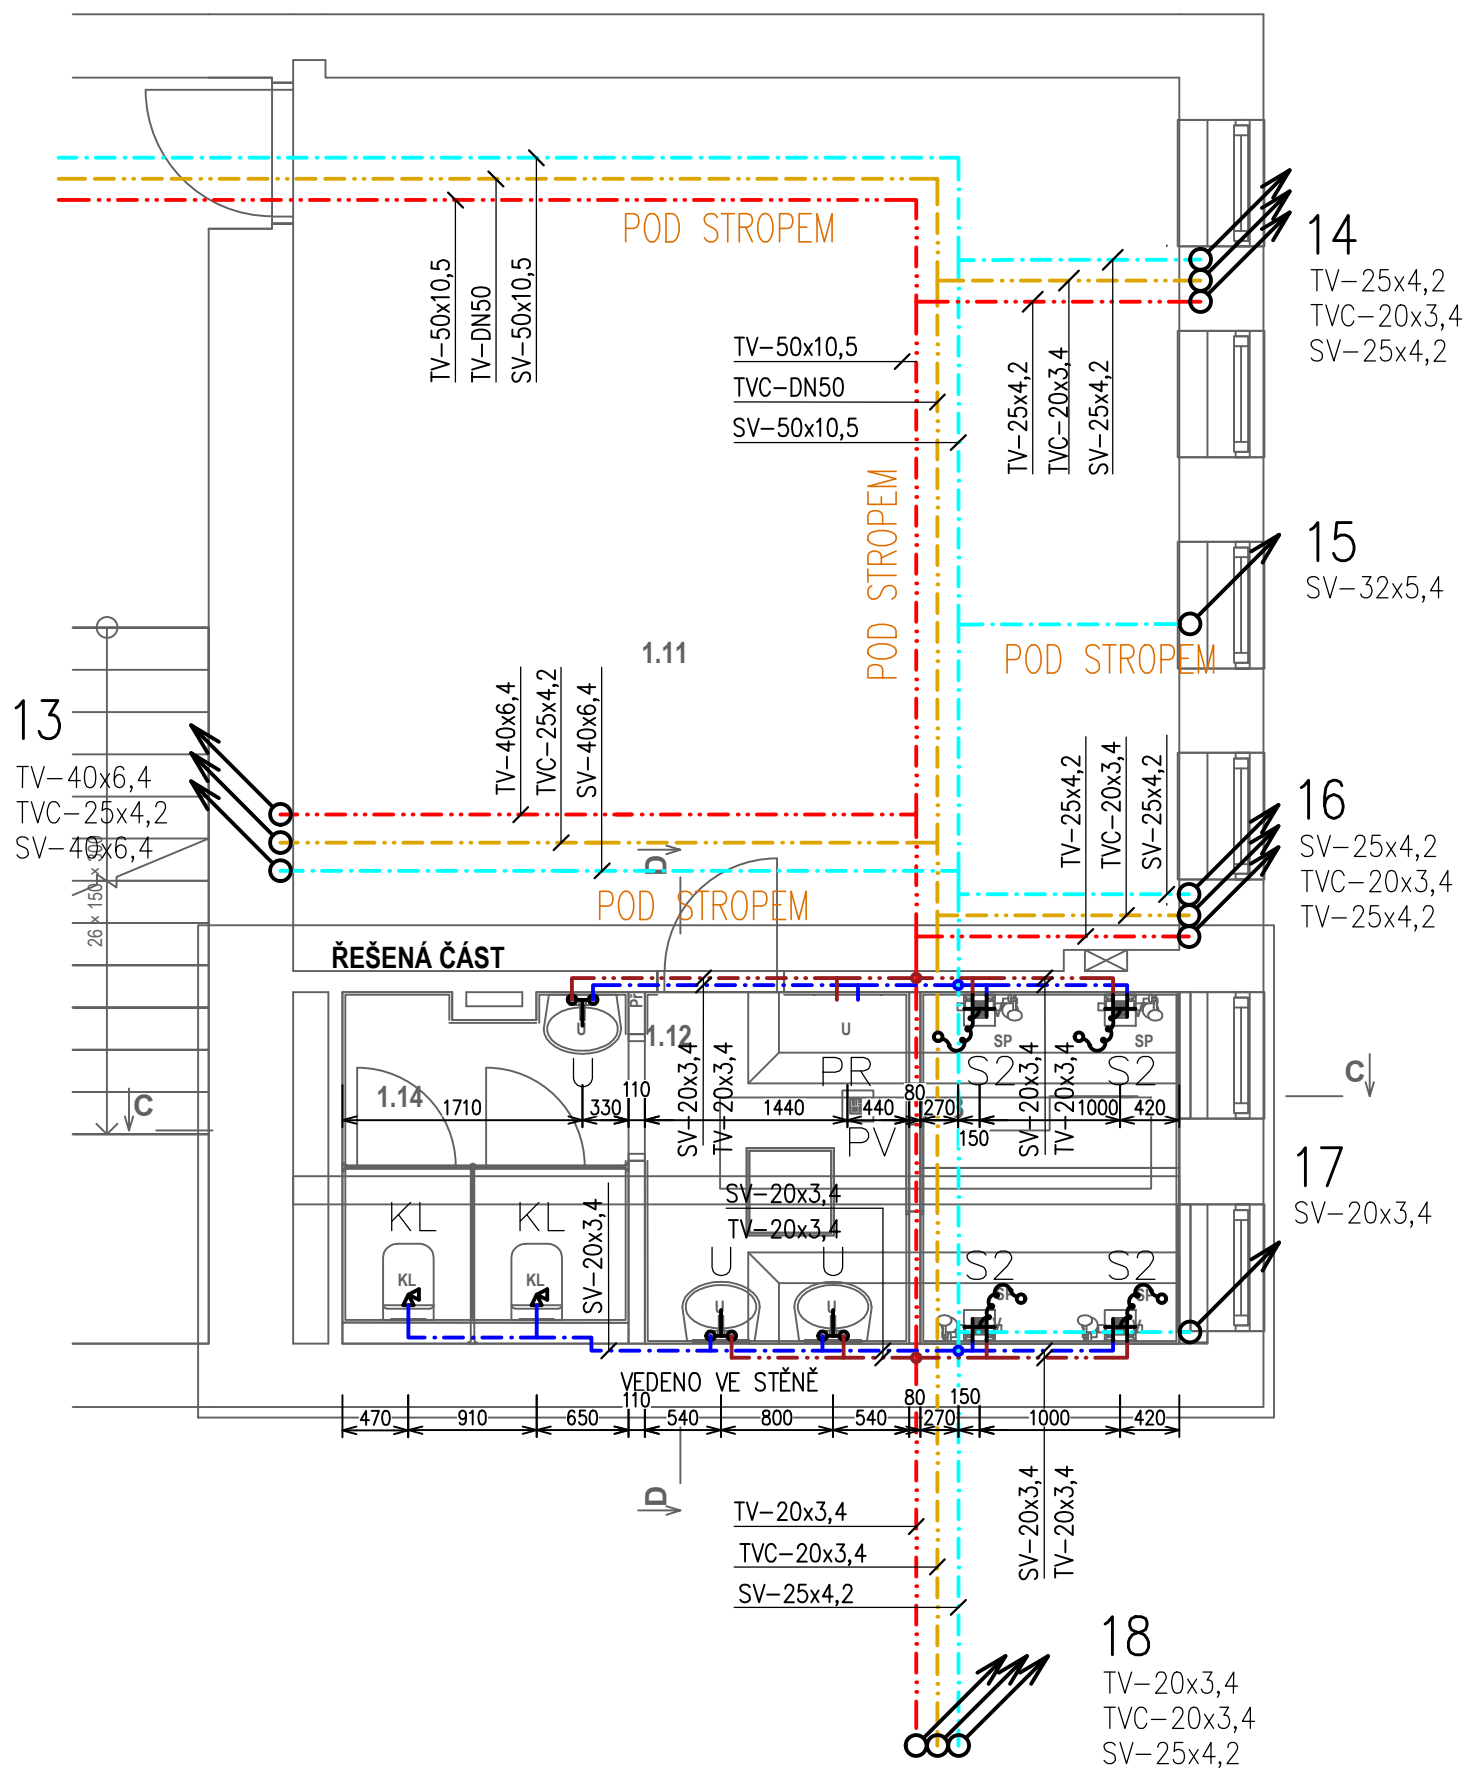 POD STROPEM
TV-50x10,5
TV-DN50
SV-50x10,5
14
TV-25x4,2
TVC-20x3,4
SV-25x4,2
TV-50x10,5
TVC-DN50
SV-50x10,5
TV-25x4,2
TVC-20x3,4
SV-25x4,2
POD STROPEM
15
SV-32x5,4
1.11
POD STROPEM
13
TV-40x6,4
TVC-25x4,2
SV-40x6,4
TV-40x6,4
TVC-25x4,2
SV-40x6,4
TV-25x4,2
TVC-20x3,4
SV-25x4,2
16
SV-25x4,2
TVC-20x3,4
TV-25x4,2
D
POD STROPEM
ŘEŠENÁ ČÁST
1.12
U
U
U
PR
SP
SP
S2
S2
SV-20x3,4
TV-20x3,4
SV-20x3,4
TV-20x3,4
1.14
C
C
1710
330
110
1440
440
80
270
150
1000
420
PV
17
SV-20x3,4
KL
KL
SV-20x3,4
SV-20x3,4
TV-20x3,4
U
U
S2
S2
KL
KL
U
U
SP
SP
VEDENO VE STĚNĚ
470
910
650
110
540
800
540
80
270
150
1000
420
D
SV-20x3,4
TV-20x3,4
TV-20x3,4
TVC-20x3,4
SV-25x4,2
18
TV-20x3,4
TVC-20x3,4
SV-25x4,2